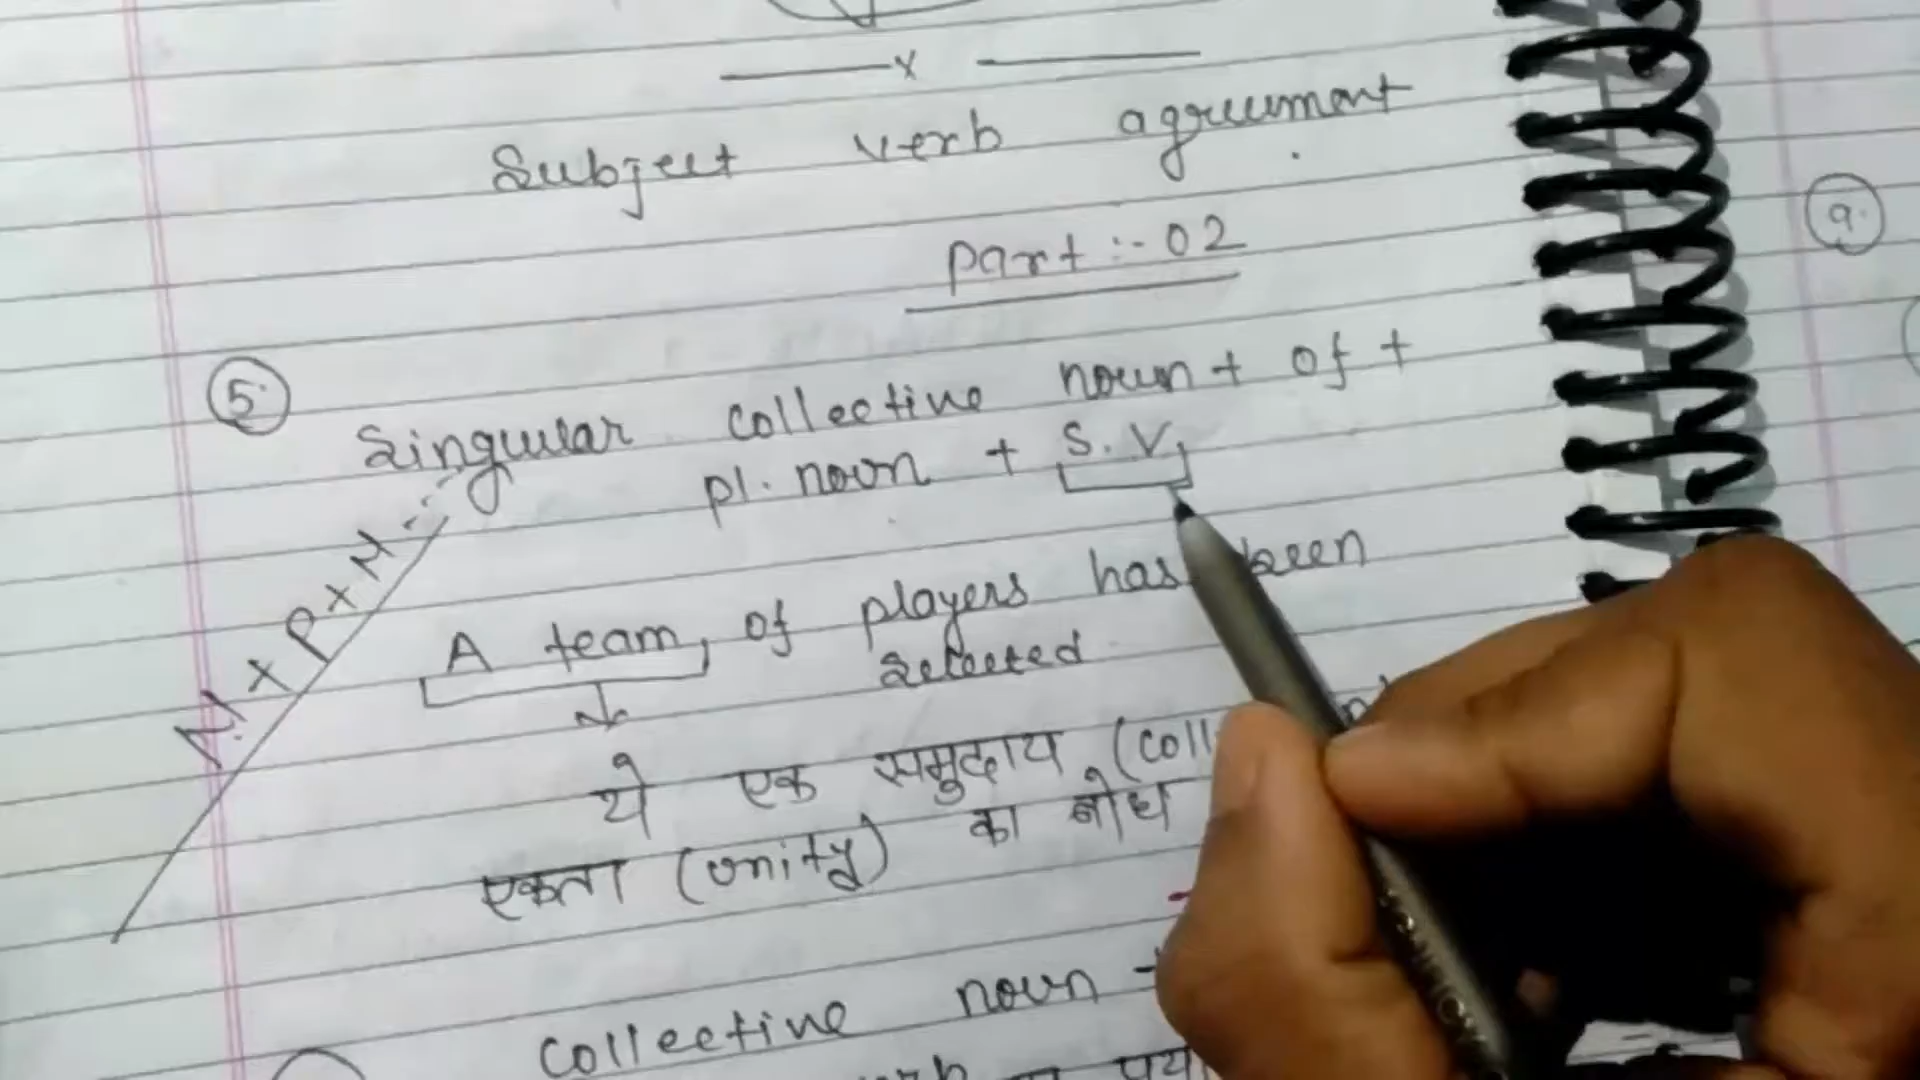 x
Subject verb agreement
Part :- 02
9.
5. Singular collective noun + of +
pl. noun + S. V.
A team of players has been
selected
ये एक समुदाय (coll
एकता (unity) का बोध
collective noun +